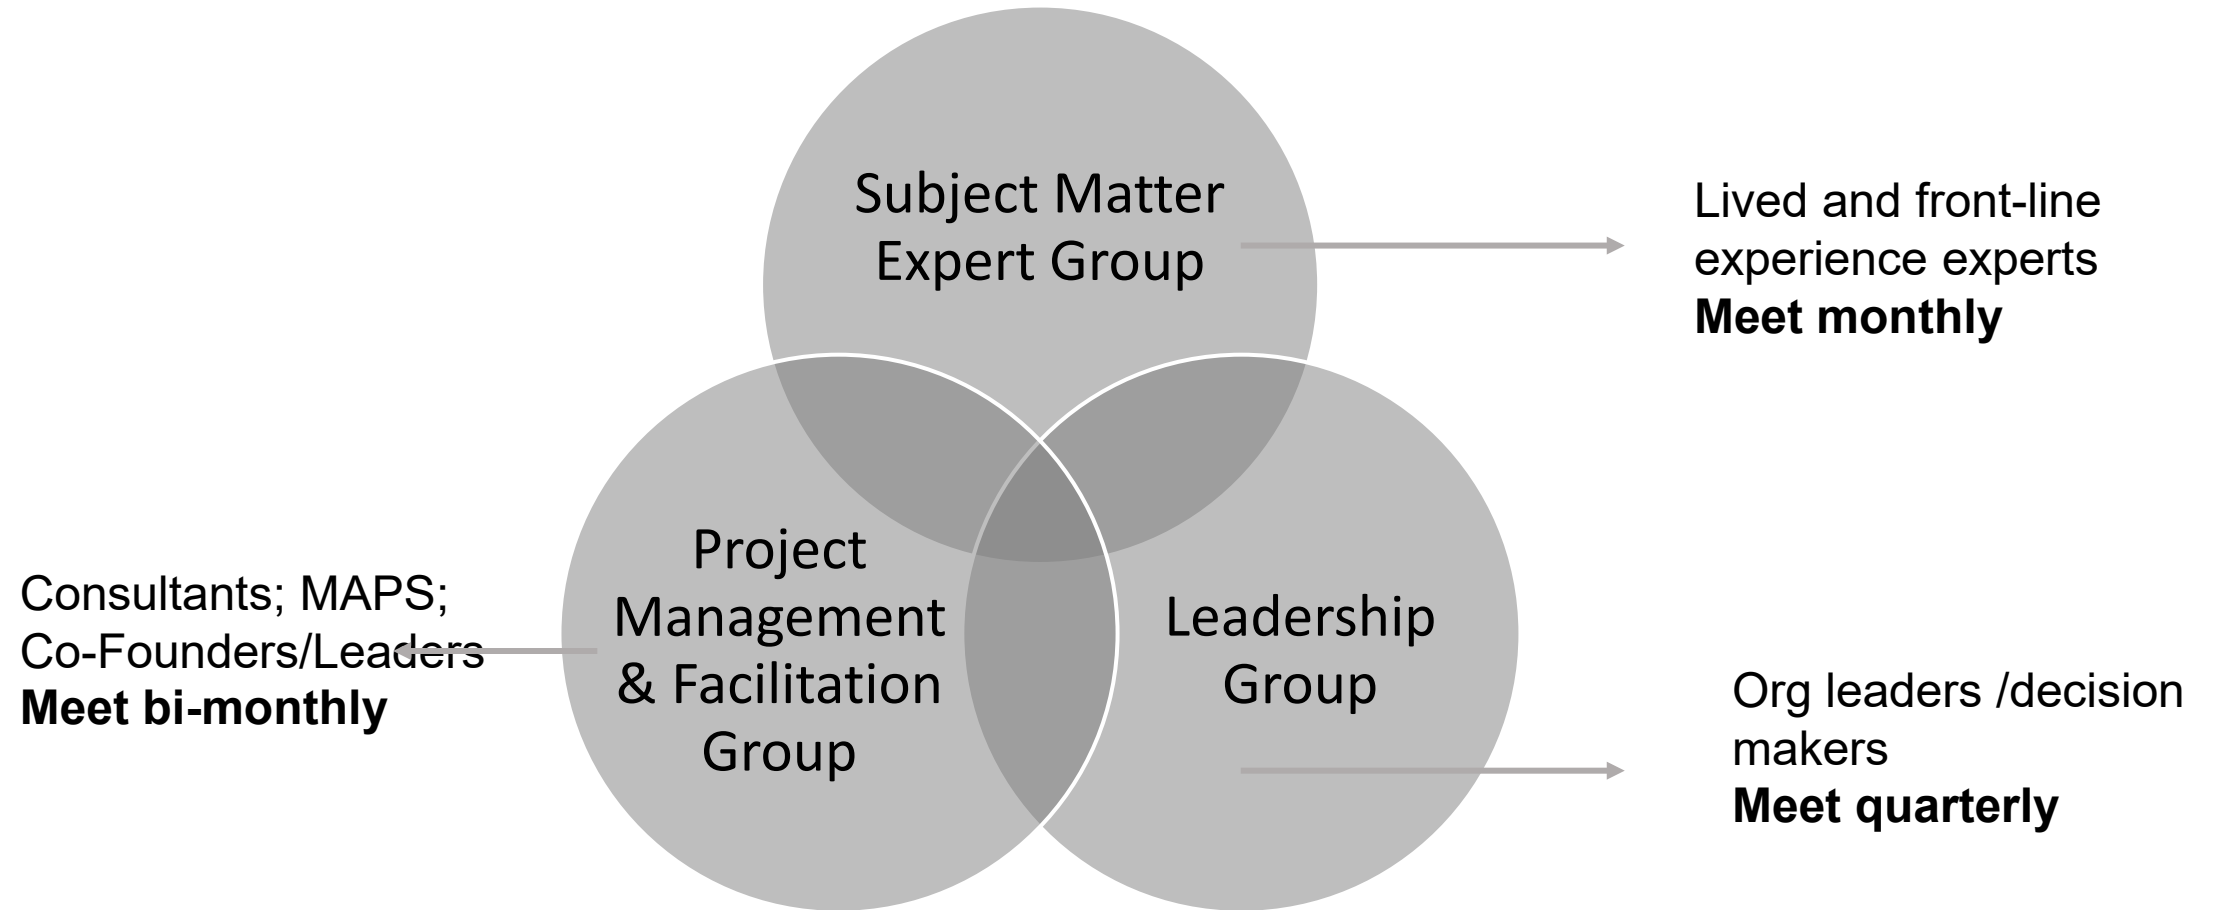 Subject Matter
Expert Group
Lived and front-line
experience experts
Meet monthly
Project
Management
& Facilitation
Group
Consultants; MAPS;
Co-Founders/Leaders
Meet bi-monthly
Leadership
Group
Org leaders /decision
makers
Meet quarterly